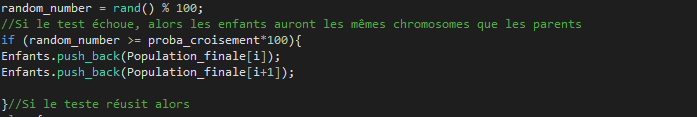 random_number = rand() % 100;
//Si le test échoue, alors les enfants auront les mêmes chromosomes que les parents
if (random_number >= proba_croisement*100){
Enfants.push_back(Population_finale[i]);
Enfants.push_back(Population_finale[i+1]);
}//Si le teste réusit alors